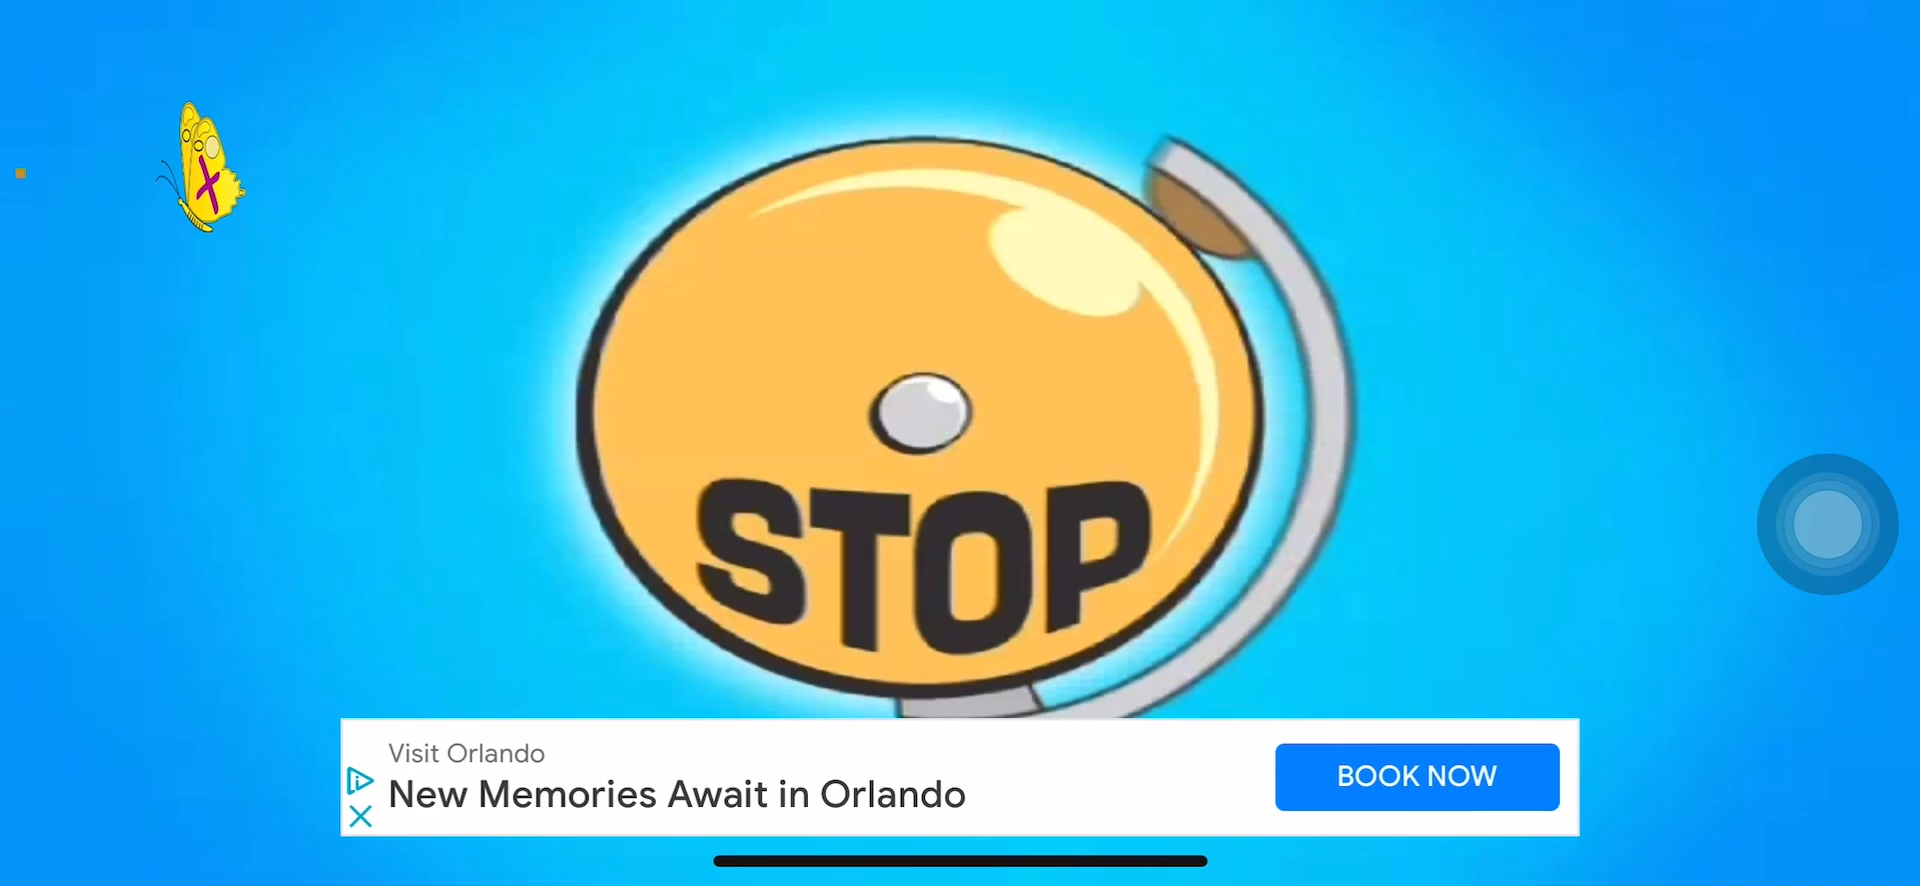 X
STOP
Visit Orlando
New Memories Await in Orlando
BOOK NOW